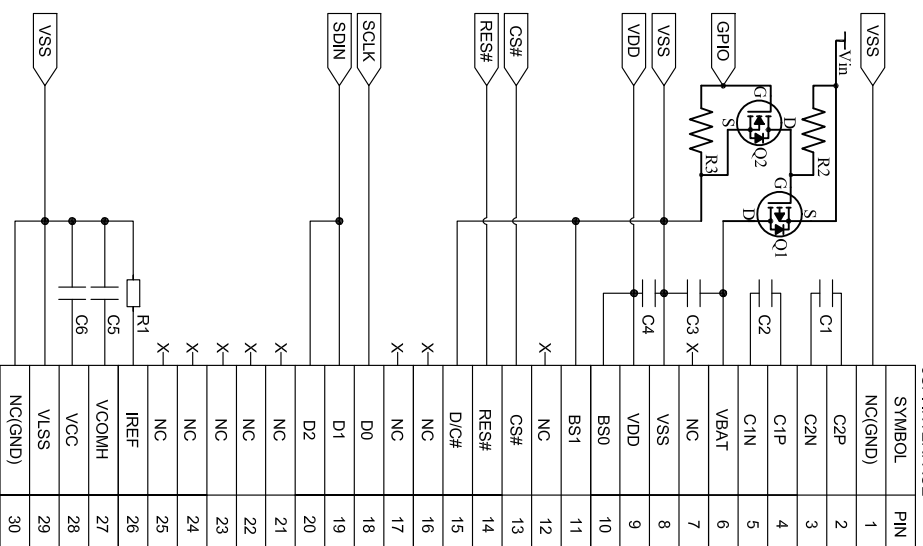 SYMBOL PIN
NC(GND) 1
C2P 2
C2N 3
C1P 4
C1N 5
VBAT 6
NC 7
VSS 8
VDD 9
BS0 10
BS1 11
NC 12
CS# 13
RES# 14
D/C# 15
NC 16
NC 17
D0 18
D1 19
D2 20
NC 21
NC 22
NC 23
NC 24
NC 25
IREF 26
VCOMH 27
VCC 28
VLSS 29
NC(GND) 30
VSS
Vin
GPIO
VSS
VDD
CS#
RES#
SCLK
SDIN
VSS
R2
R3
G
D
S
Q2
G
S
D
Q1
C1
C2
C3
C4
R1
C5
C6
X
X
X
X
X
X
X
X
X